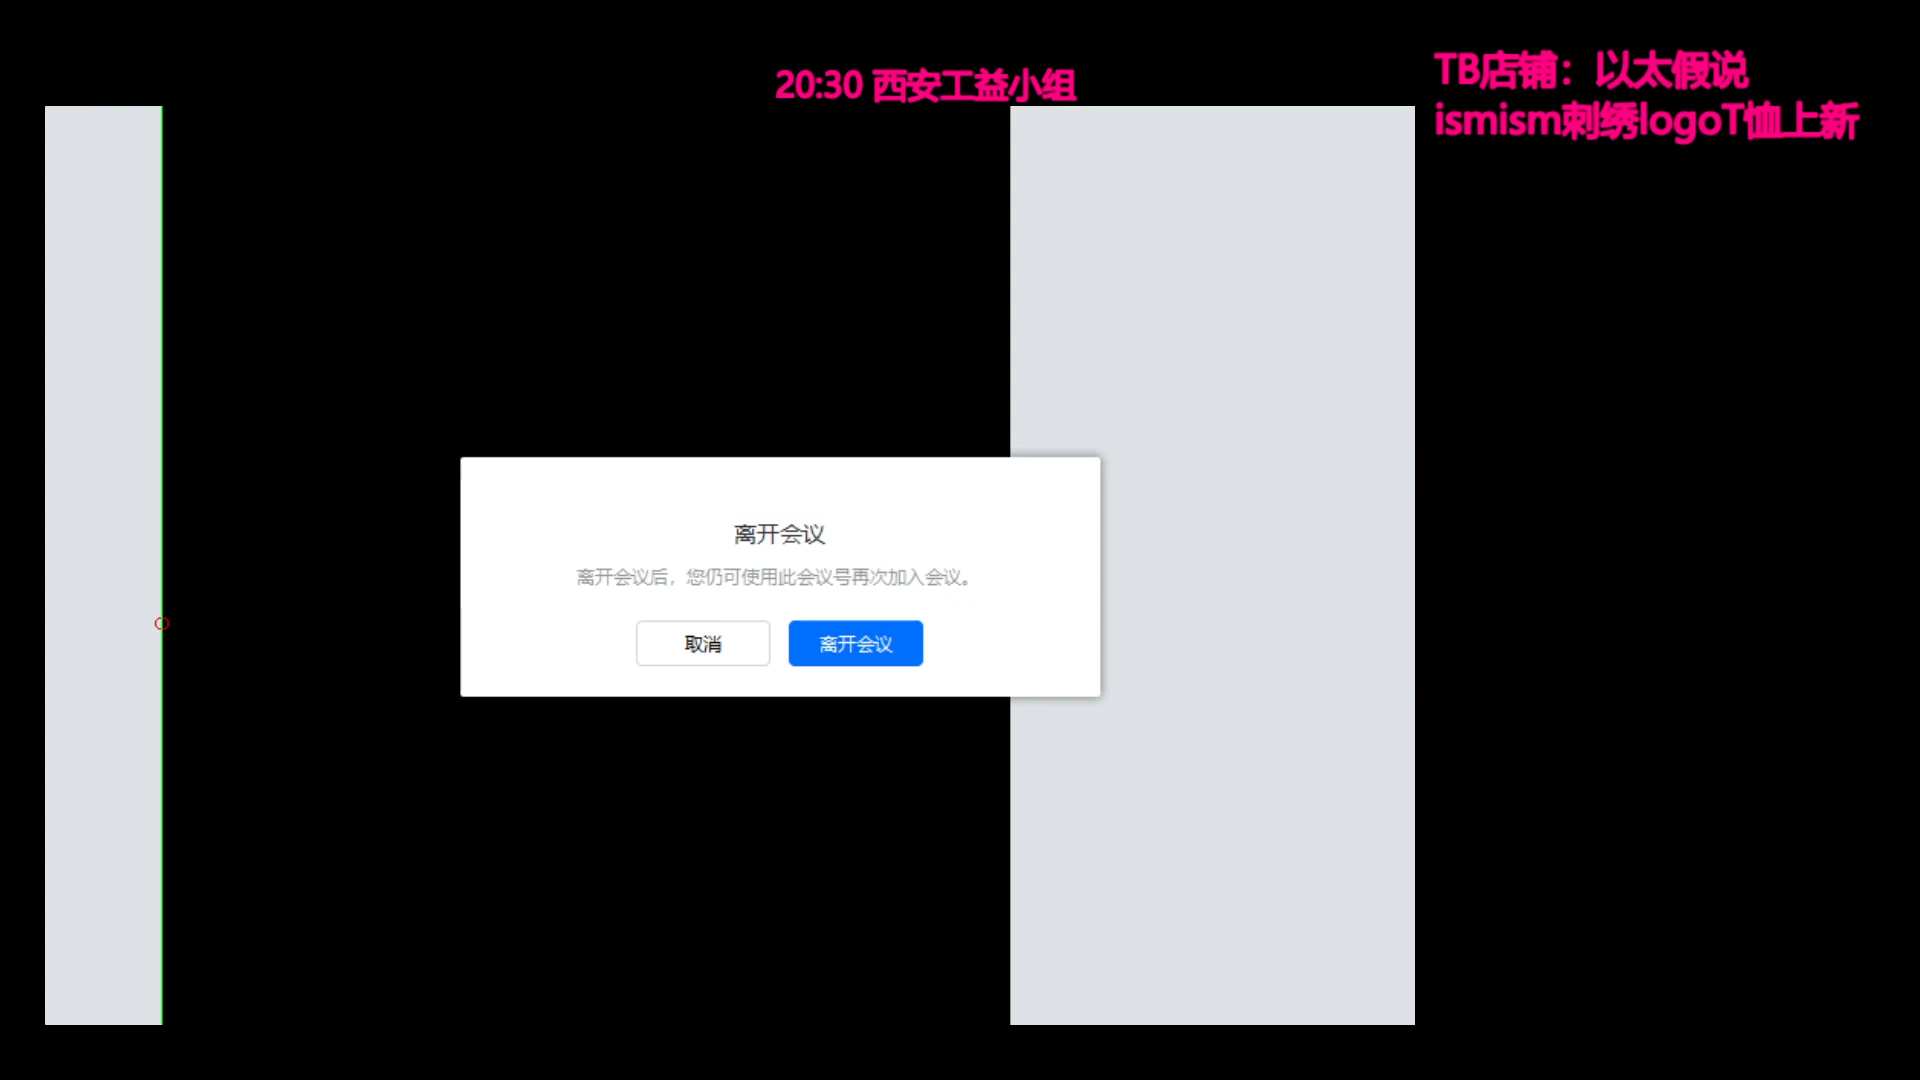 20:30 西安工益小组
TB店铺：以太假说
ismism刺绣logoT恤上新
离开会议
离开会议后，您仍可使用此会议号再次加入会议。
取消
离开会议